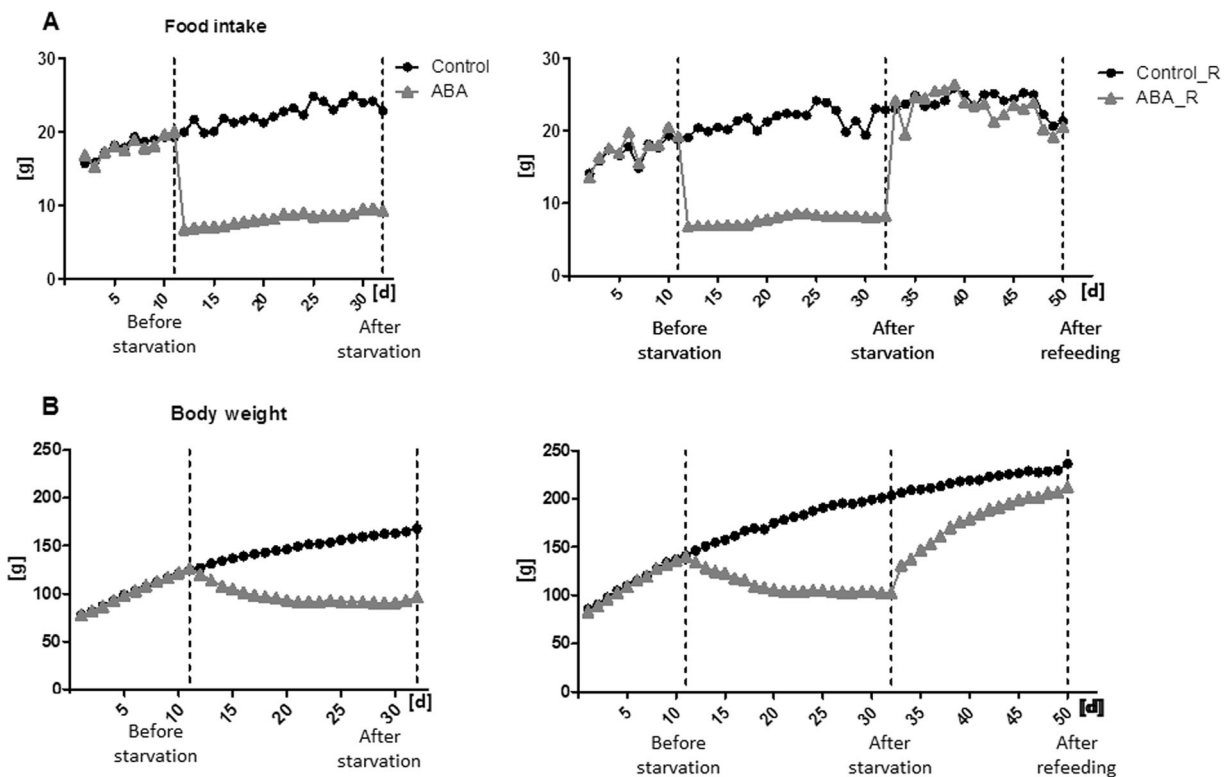 A
Food intake
30
20
10
0
[g]
Control
ABA
5
10
15
20
25
30
[d]
Before
starvation
After
starvation
30
20
10
0
[g]
Control_R
ABA_R
5
10
15
20
25
30
35
40
45
50
[d]
Before
starvation
After
starvation
After
refeeding
B
Body weight
250
200
150
100
50
0
[g]
5
10
15
20
25
30
[d]
Before
starvation
After
starvation
250
200
150
100
50
0
[g]
5
10
15
20
25
30
35
40
45
50
[d]
Before
starvation
After
starvation
After
refeeding